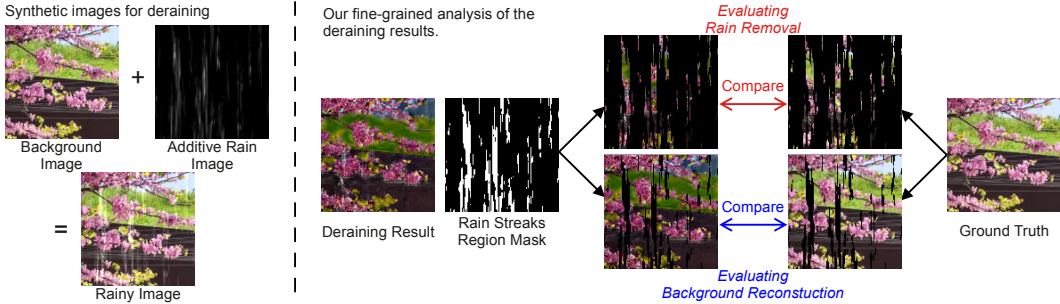 Synthetic images for deraining
+
Background
Image
Additive Rain
Image
=
Rainy Image
Our fine-grained analysis of the
deraining results.
Deraining Result
Rain Streaks
Region Mask
Evaluating
Rain Removal
Compare
Compare
Evaluating
Background Reconstuction
Ground Truth